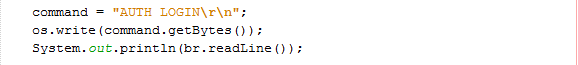 command = "AUTH LOGIN\r\n";
os.write(command.getBytes());
System.out.println(br.readLine());